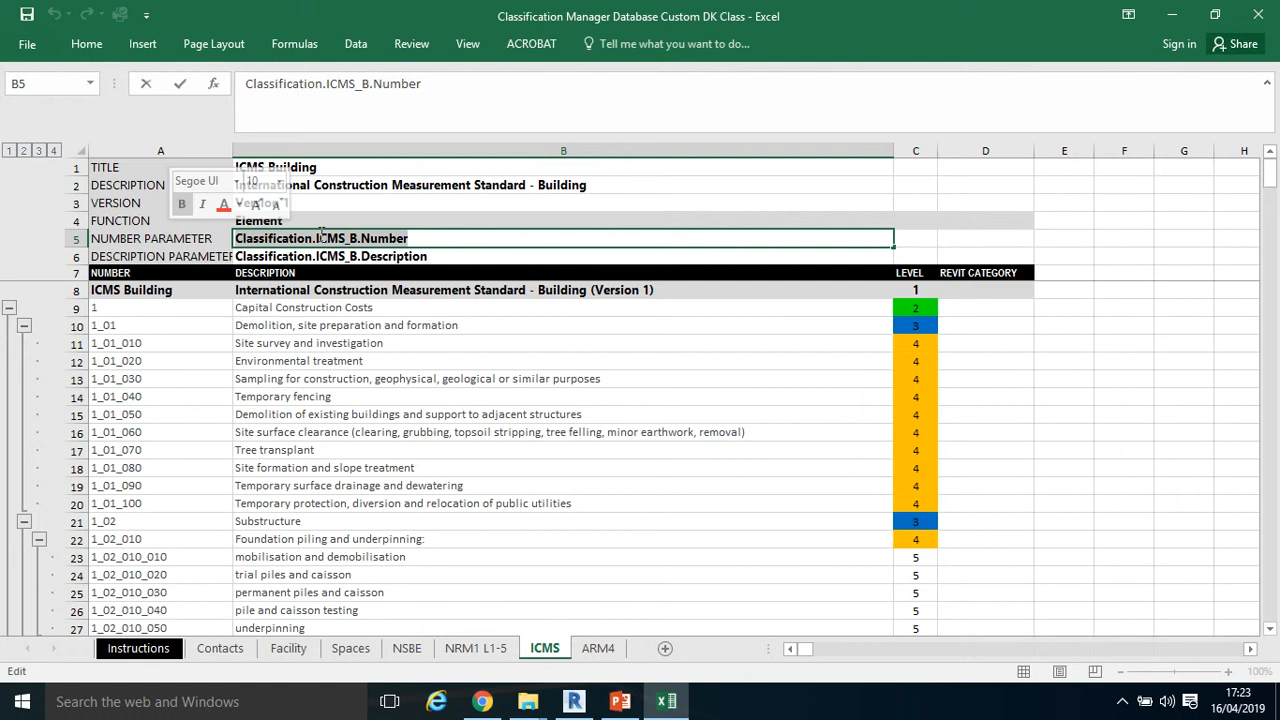 Classification Manager Database Custom DK Class - Excel
File Home Insert Page Layout Formulas Data Review View ACROBAT Tell me what you want to do... Sign in Share
B5 fx Classification.ICMS_B.Number
1 2 3 4 A B C D E F G H
1 TITLE ICMS Building
2 DESCRIPTION International Construction Measurement Standard - Building
Segoe UI 10
3 VERSION Version 1
B I A A A
4 FUNCTION Element
5 NUMBER PARAMETER Classification.ICMS_B.Number
6 DESCRIPTION PARAMETER Classification.ICMS_B.Description
7 NUMBER DESCRIPTION LEVEL REVIT CATEGORY
8 ICMS Building International Construction Measurement Standard - Building (Version 1) 1
9 1 Capital Construction Costs 2
10 1_01 Demolition, site preparation and formation 3
11 1_01_010 Site survey and investigation 4
12 1_01_020 Environmental treatment 4
13 1_01_030 Sampling for construction, geophysical, geological or similar purposes 4
14 1_01_040 Temporary fencing 4
15 1_01_050 Demolition of existing buildings and support to adjacent structures 4
16 1_01_060 Site surface clearance (clearing, grubbing, topsoil stripping, tree felling, minor earthwork, removal) 4
17 1_01_070 Tree transplant 4
18 1_01_080 Site formation and slope treatment 4
19 1_01_090 Temporary surface drainage and dewatering 4
20 1_01_100 Temporary protection, diversion and relocation of public utilities 4
21 1_02 Substructure 3
22 1_02_010 Foundation piling and underpinning: 4
23 1_02_010_010 mobilisation and demobilisation 5
24 1_02_010_020 trial piles and caisson 5
25 1_02_010_030 permanent piles and caisson 5
26 1_02_010_040 pile and caisson testing 5
27 1_02_010_050 underpinning 5
Instructions Contacts Facility Spaces NSBE NRM1 L1-5 ICMS ARM4
Edit 100%
Search the web and Windows 17:23
16/04/2019